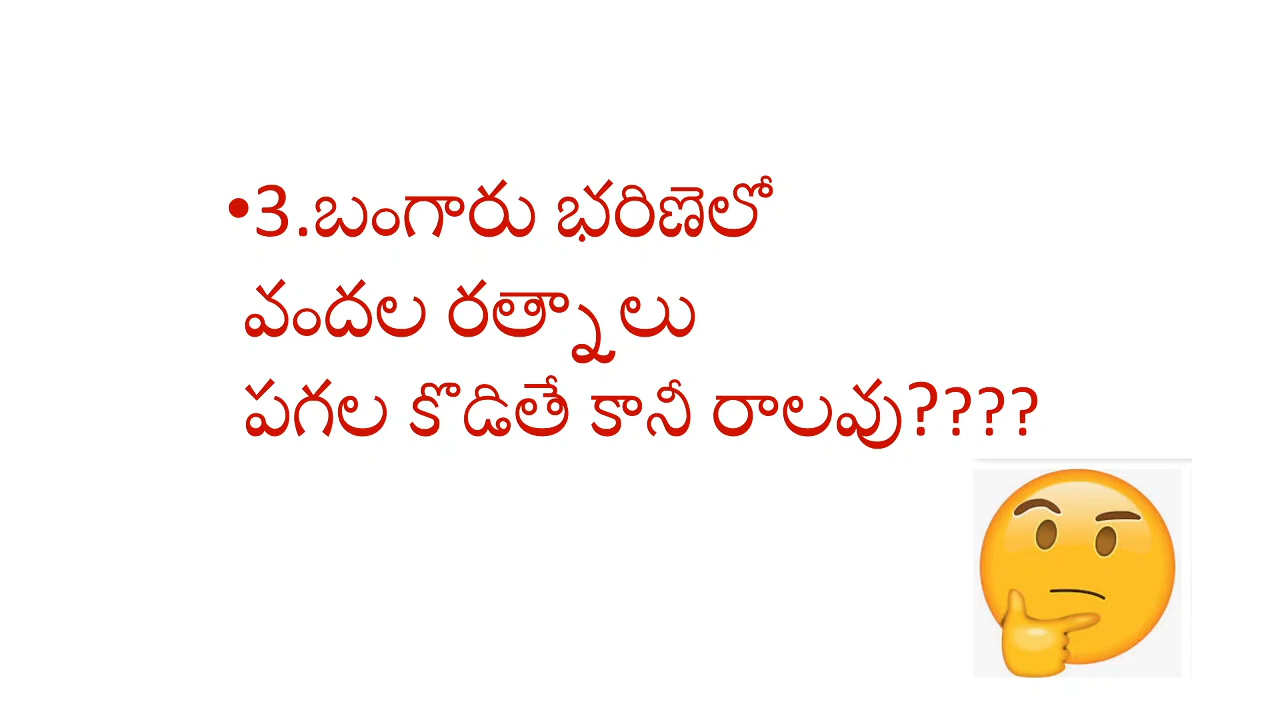 •3.బంగారు భరిణెలో
వందల రత్నాలు
పగల కొడితే కానీ రాలవు????